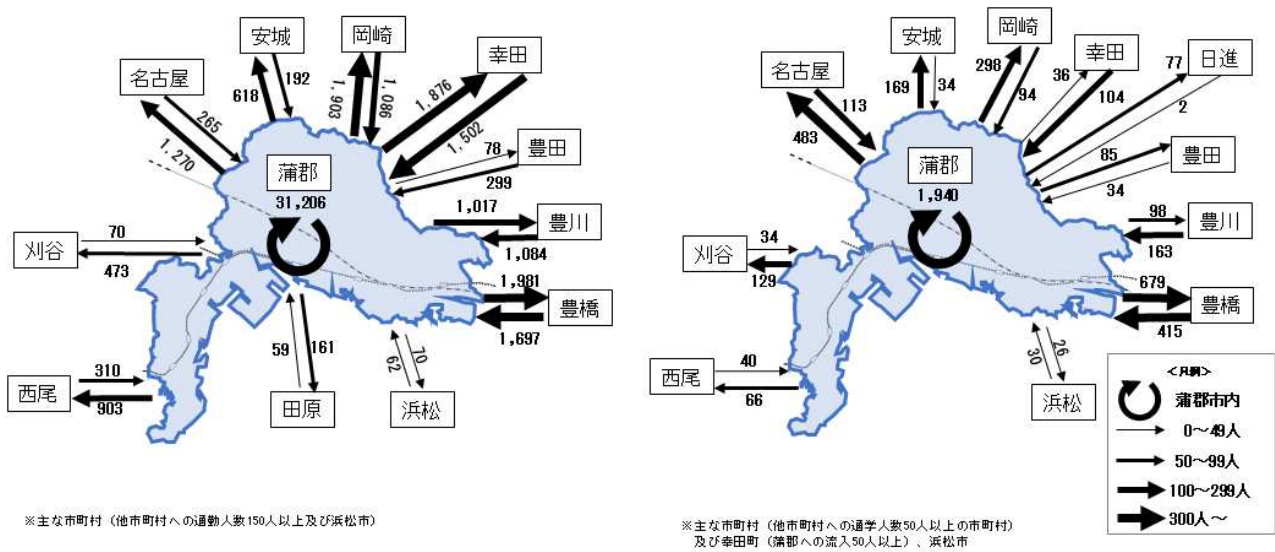 安城
岡崎
幸田
名古屋
192
618
1,903
1,086
1,876
1,502
265
1,270
78
豊田
299
蒲郡
31,206
1,017
豊川
1,084
70
刈谷
473
1,981
豊橋
1,697
59
161
70
62
310
西尾
903
田原
浜松
※主な市町村（他市町村への通勤人数150人以上及び浜松市）
安城
岡崎
幸田
日進
名古屋
169
34
298
94
36
104
77
2
113
483
85
豊田
34
蒲郡
1,940
98
豊川
163
34
刈谷
129
679
豊橋
415
40
西尾
66
26
30
浜松
＜凡例＞
蒲郡市内
0～49人
50～99人
100～299人
300人～
※主な市町村（他市町村への通学人数50人以上の市町村）
及び幸田町（蒲郡への流入50人以上）、浜松市